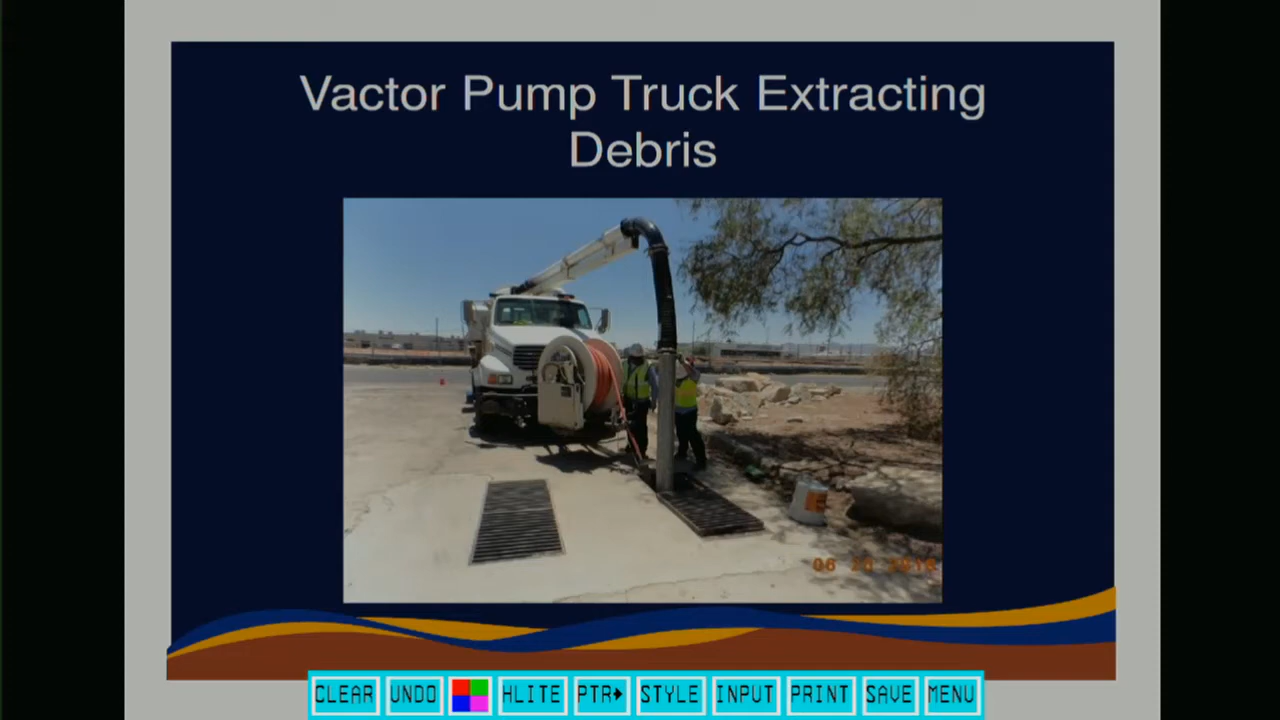 Vactor Pump Truck Extracting
Debris
CLEAR UNDO HLITE PTR STYLE INPUT PRINT SAVE MENU